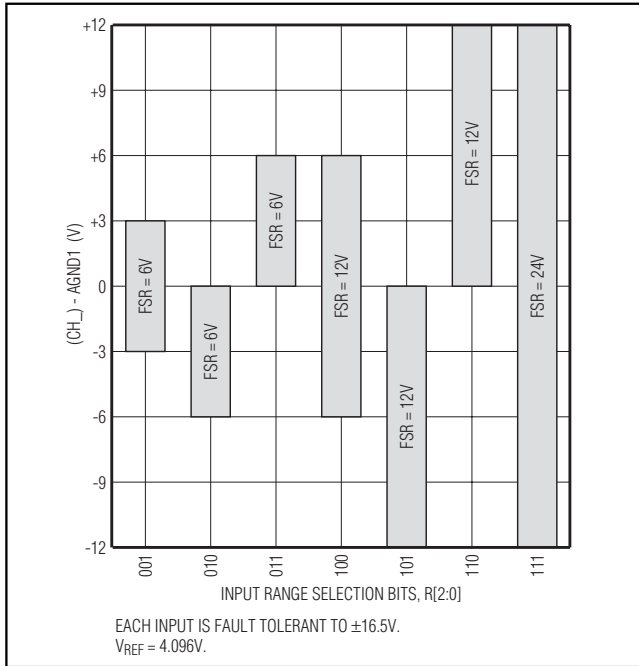 +12
+9
+6
+3
0
-3
-6
-9
-12
(CH_) - AGND1 (V)
FSR = 6V
FSR = 6V
FSR = 6V
FSR = 12V
FSR = 12V
FSR = 12V
FSR = 24V
001
010
011
100
101
110
111
INPUT RANGE SELECTION BITS, R[2:0]
EACH INPUT IS FAULT TOLERANT TO ±16.5V.
VREF = 4.096V.